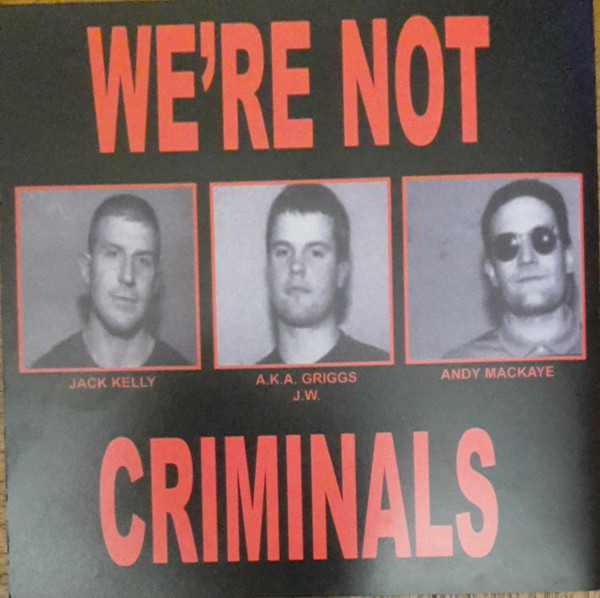 WE'RE NOT
JACK KELLY
A.K.A. GRIGGS
J.W.
ANDY MACKAYE
CRIMINALS